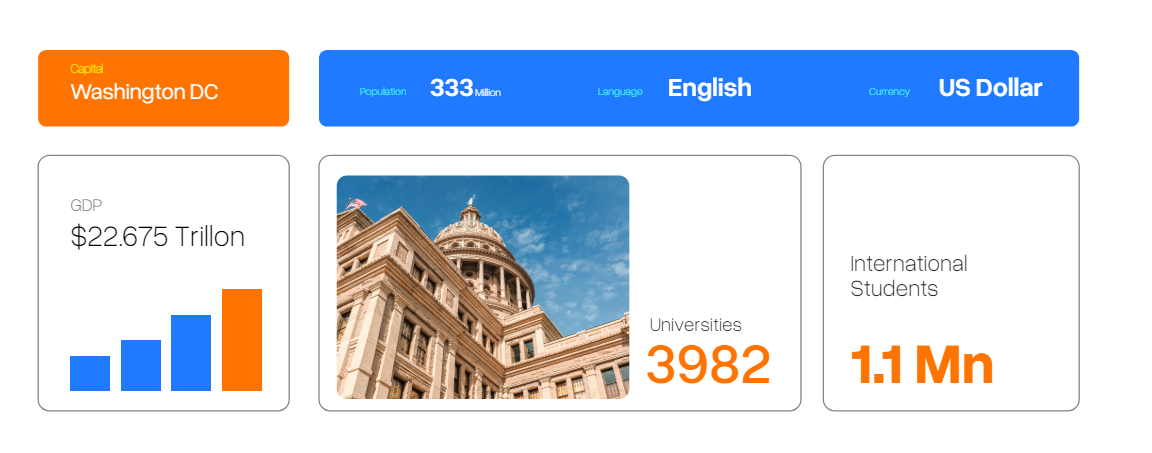 Capital
Washington DC
Population 333 Million Language English Currency US Dollar
GDP
$22.675 Trillon
Universities
3982
International
Students
1.1 Mn